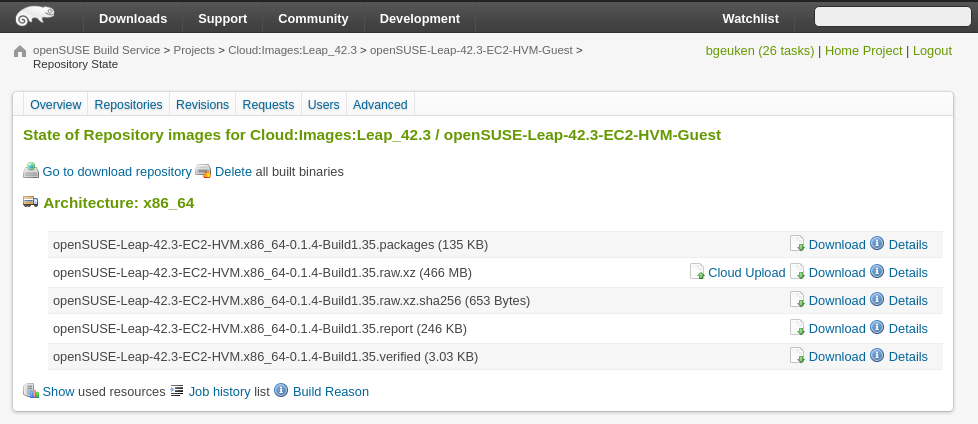 Downloads Support Community Development Watchlist
openSUSE Build Service > Projects > Cloud:Images:Leap_42.3 > openSUSE-Leap-42.3-EC2-HVM-Guest >
Repository State
bgeuken (26 tasks) | Home Project | Logout
Overview Repositories Revisions Requests Users Advanced
State of Repository images for Cloud:Images:Leap_42.3 / openSUSE-Leap-42.3-EC2-HVM-Guest
Go to download repository Delete all built binaries
Architecture: x86_64
openSUSE-Leap-42.3-EC2-HVM.x86_64-0.1.4-Build1.35.packages (135 KB) Download Details
openSUSE-Leap-42.3-EC2-HVM.x86_64-0.1.4-Build1.35.raw.xz (466 MB) Cloud Upload Download Details
openSUSE-Leap-42.3-EC2-HVM.x86_64-0.1.4-Build1.35.raw.xz.sha256 (653 Bytes) Download Details
openSUSE-Leap-42.3-EC2-HVM.x86_64-0.1.4-Build1.35.report (246 KB) Download Details
openSUSE-Leap-42.3-EC2-HVM.x86_64-0.1.4-Build1.35.verified (3.03 KB) Download Details
Show used resources Job history list Build Reason